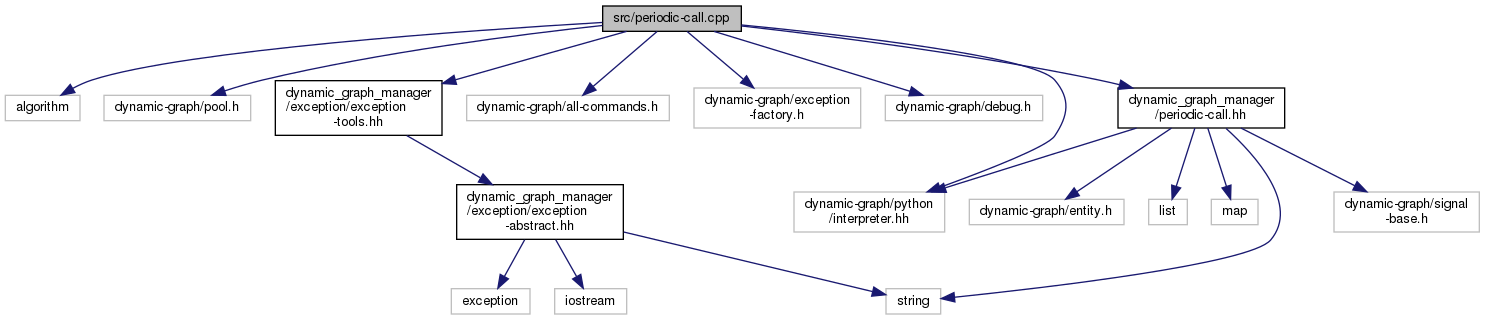 src/periodic-call.cpp
algorithm
dynamic-graph/pool.h
dynamic_graph_manager
/exception/exception
-tools.hh
dynamic-graph/all-commands.h
dynamic-graph/exception
-factory.h
dynamic-graph/debug.h
dynamic_graph_manager
/periodic-call.hh
dynamic_graph_manager
/exception/exception
-abstract.hh
dynamic-graph/python
/interpreter.hh
dynamic-graph/entity.h
list
map
dynamic-graph/signal
-base.h
exception
iostream
string